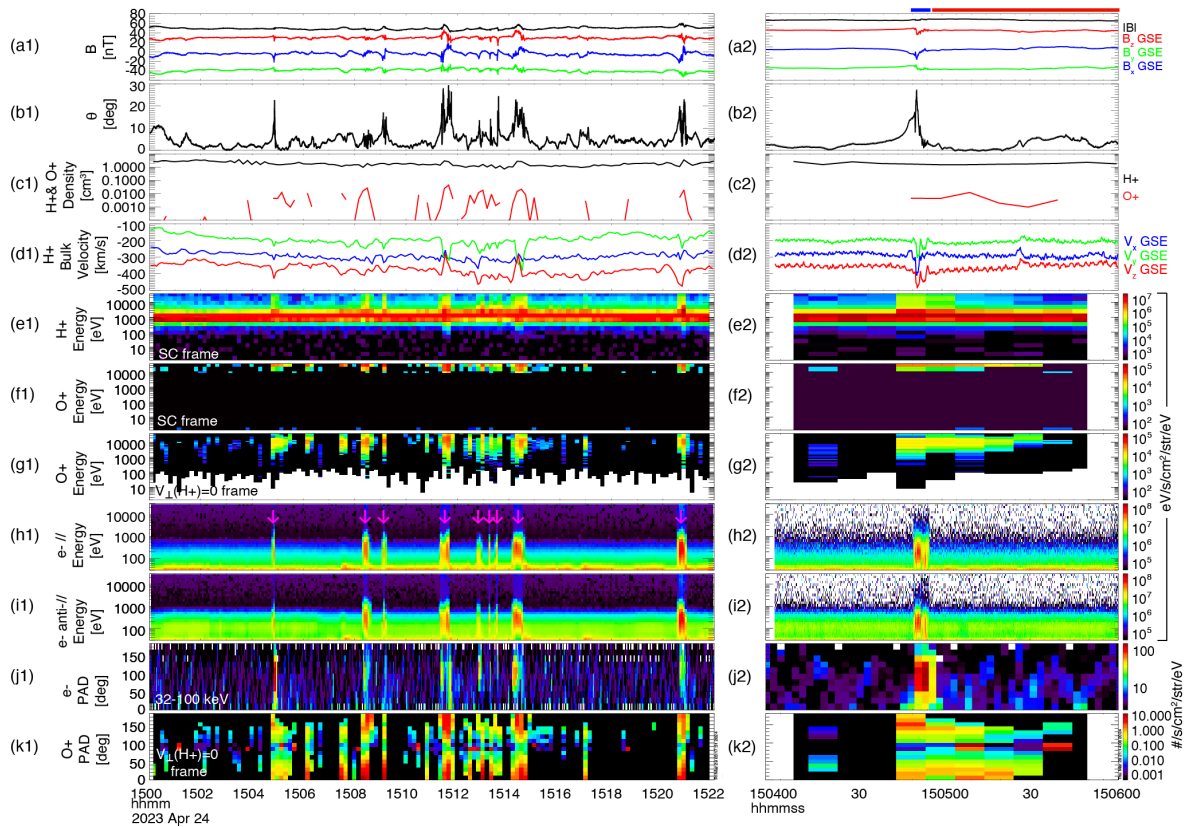 (a1)
B
[nT]
80
60
40
20
0
-20
-40
(a2)
|B|
B_z GSE
B_y GSE
B_x GSE
(b1)
θ
[deg]
30
20
10
0
(b2)
(c1)
H+& O+
Density
[cm³]
1.0000
0.1000
0.0100
0.0010
(c2)
H+
O+
(d1)
H+
Bulk
Velocity
[km/s]
-100
-200
-300
-400
-500
(d2)
V_x GSE
V_y GSE
V_z GSE
(e1)
H+
Energy
[eV]
10000
1000
100
10
SC frame
(e2)
10⁷
10⁶
10⁵
10⁴
10³
(f1)
O+
Energy
[eV]
10000
1000
100
10
SC frame
(f2)
10⁵
10⁴
10³
10²
(g1)
O+
Energy
[eV]
10000
1000
100
10
V⊥(H+)=0 frame
(g2)
10⁵
10⁴
10³
10²
eV/s/cm²/str/eV
(h1)
e- //
Energy
[eV]
10000
1000
100
(h2)
10⁸
10⁷
10⁶
10⁵
(i1)
e- anti-//
Energy
[eV]
10000
1000
100
(i2)
10⁸
10⁷
10⁶
10⁵
(j1)
e-
PAD
[deg]
150
100
50
0
32-100 keV
(j2)
100
10
#/s/cm²/str/eV
(k1)
O+
PAD
[deg]
150
100
50
0
V⊥(H+)=0
frame
(k2)
10.000
1.000
0.100
0.010
0.001
1500 1502 1504 1506 1508 1510 1512 1514 1516 1518 1520 1522
hhmm
2023 Apr 24
150400 30 150500 30 150600
hhmmss